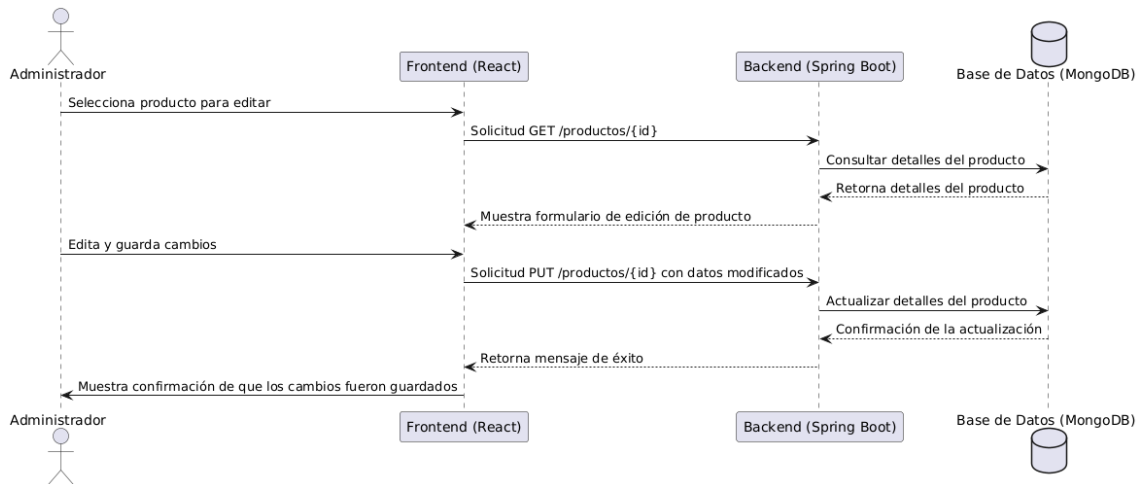 Administrador
Frontend (React)
Backend (Spring Boot)
Base de Datos (MongoDB)
Selecciona producto para editar
Solicitud GET /productos/{id}
Consultar detalles del producto
Retorna detalles del producto
Muestra formulario de edición de producto
Edita y guarda cambios
Solicitud PUT /productos/{id} con datos modificados
Actualizar detalles del producto
Confirmación de la actualización
Retorna mensaje de éxito
Muestra confirmación de que los cambios fueron guardados
Administrador
Frontend (React)
Backend (Spring Boot)
Base de Datos (MongoDB)